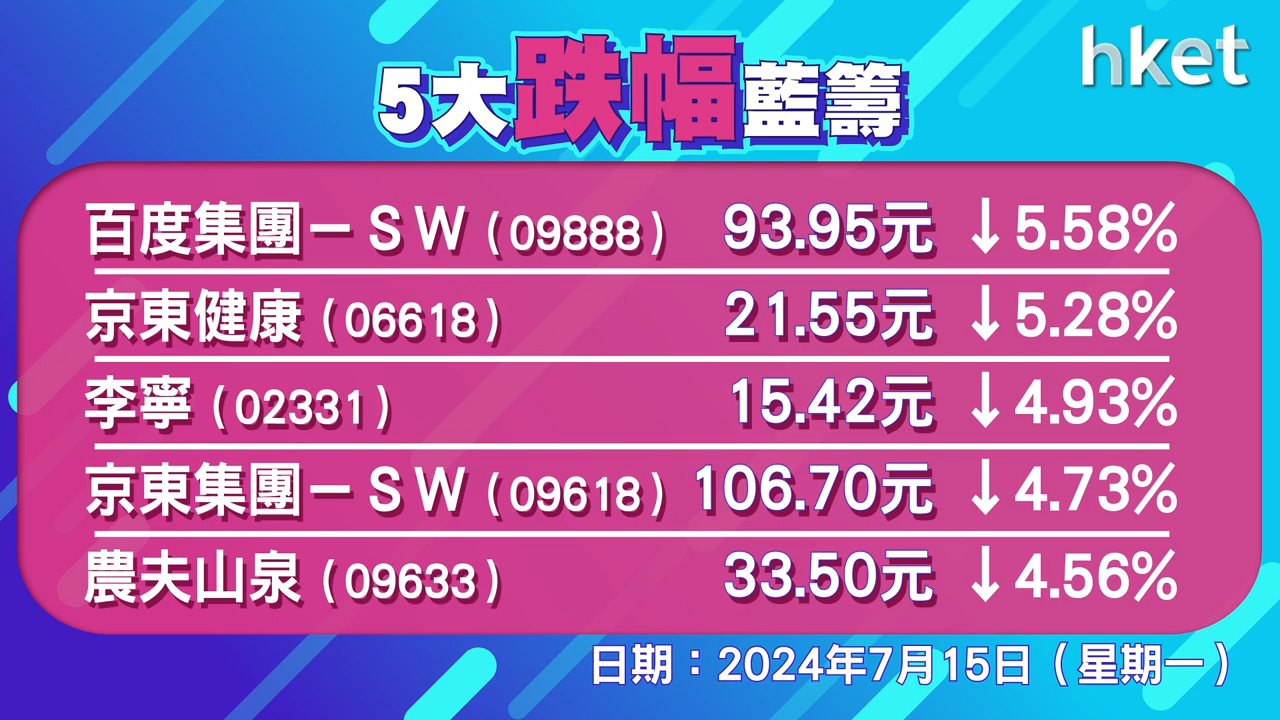 hket
5大跌幅藍籌
百度集團－ＳＷ(09888) 93.95元 ↓5.58%
京東健康(06618) 21.55元 ↓5.28%
李寧(02331) 15.42元 ↓4.93%
京東集團－ＳＷ(09618) 106.70元 ↓4.73%
農夫山泉(09633) 33.50元 ↓4.56%
日期：2024年7月15日(星期一)